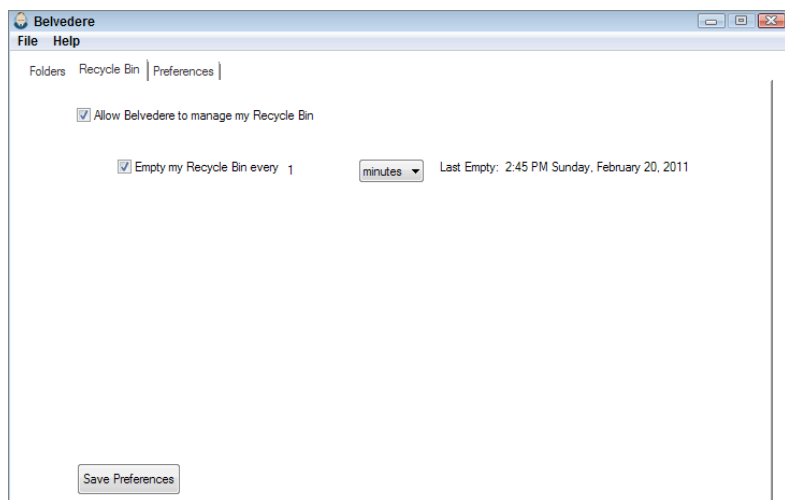 Belvedere
File Help
Folders Recycle Bin Preferences
Allow Belvedere to manage my Recycle Bin
Empty my Recycle Bin every 1 minutes Last Empty: 2:45 PM Sunday, February 20, 2011
Save Preferences